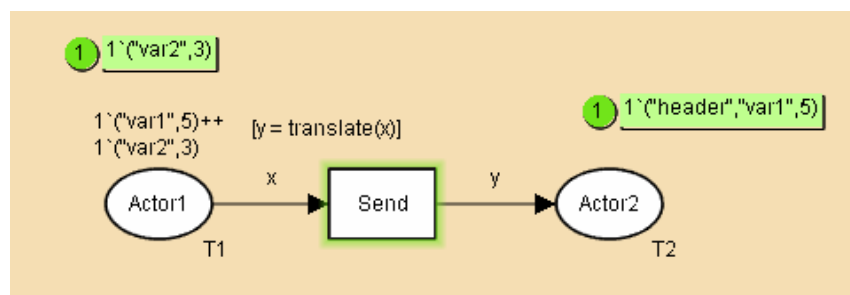 1 1`("var2",3)
1 1`("header","var1",5)
1`("var1",5)++
1`("var2",3)
[y = translate(x)]
x
y
Actor1
Send
Actor2
T1
T2